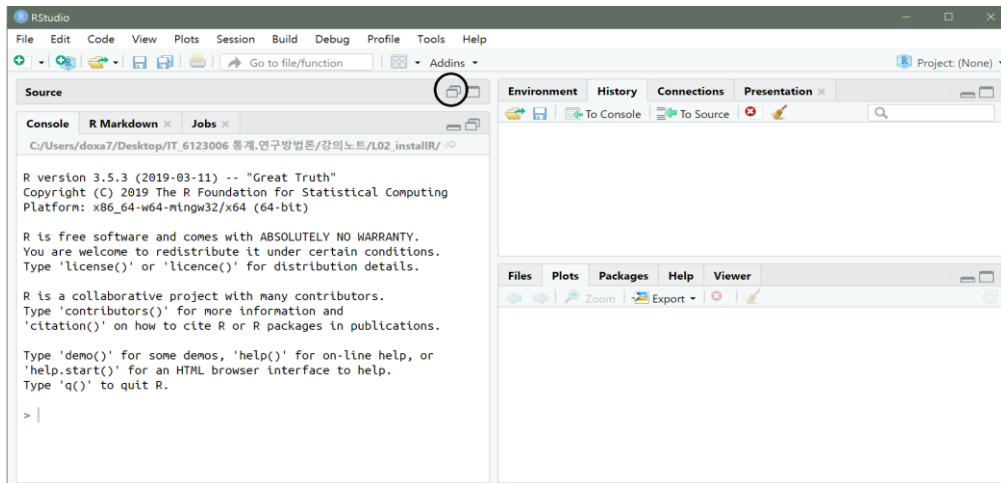 RStudio
File Edit Code View Plots Session Build Debug Profile Tools Help
Go to file/function Addins Project: (None)
Source
Console R Markdown Jobs
C:/Users/doxa7/Desktop/IT_6123006 통계.연구방법론/강의노트/L02_installR/
R version 3.5.3 (2019-03-11) -- "Great Truth"
Copyright (C) 2019 The R Foundation for Statistical Computing
Platform: x86_64-w64-mingw32/x64 (64-bit)
R is free software and comes with ABSOLUTELY NO WARRANTY.
You are welcome to redistribute it under certain conditions.
Type 'license()' or 'licence()' for distribution details.
R is a collaborative project with many contributors.
Type 'contributors()' for more information and
'citation()' on how to cite R or R packages in publications.
Type 'demo()' for some demos, 'help()' for on-line help, or
'help.start()' for an HTML browser interface to help.
Type 'q()' to quit R.
>
Environment History Connections Presentation
To Console To Source
Files Plots Packages Help Viewer
Zoom Export